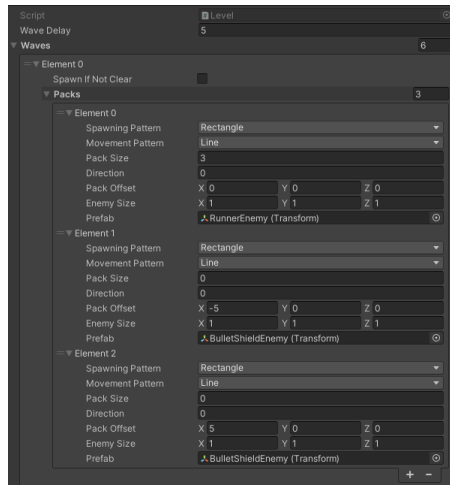 Script Level
Wave Delay 5
Waves 6
Element 0
Spawn If Not Clear
Packs 3
Element 0
Spawning Pattern Rectangle
Movement Pattern Line
Pack Size 3
Direction 0
Pack Offset X 0 Y 0 Z 0
Enemy Size X 1 Y 1 Z 1
Prefab RunnerEnemy (Transform)
Element 1
Spawning Pattern Rectangle
Movement Pattern Line
Pack Size 0
Direction 0
Pack Offset X -5 Y 0 Z 0
Enemy Size X 1 Y 1 Z 1
Prefab BulletShieldEnemy (Transform)
Element 2
Spawning Pattern Rectangle
Movement Pattern Line
Pack Size 0
Direction 0
Pack Offset X 5 Y 0 Z 0
Enemy Size X 1 Y 1 Z 1
Prefab BulletShieldEnemy (Transform)
+ -